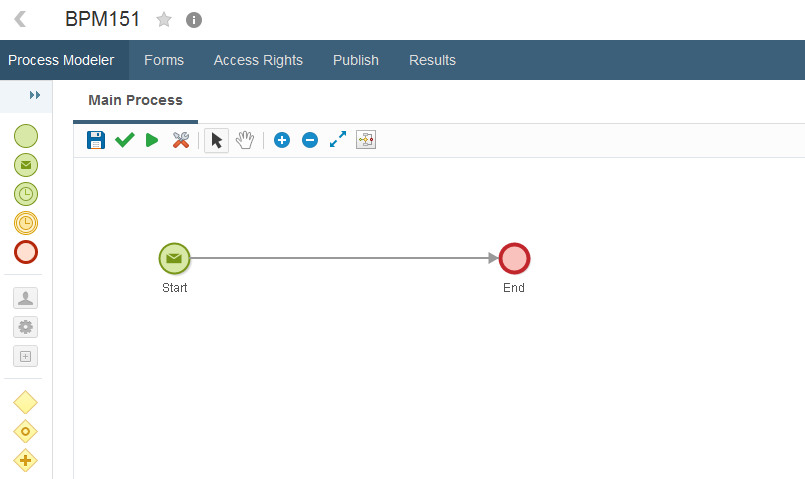 BPM151
Process Modeler Forms Access Rights Publish Results
Main Process
Start
End